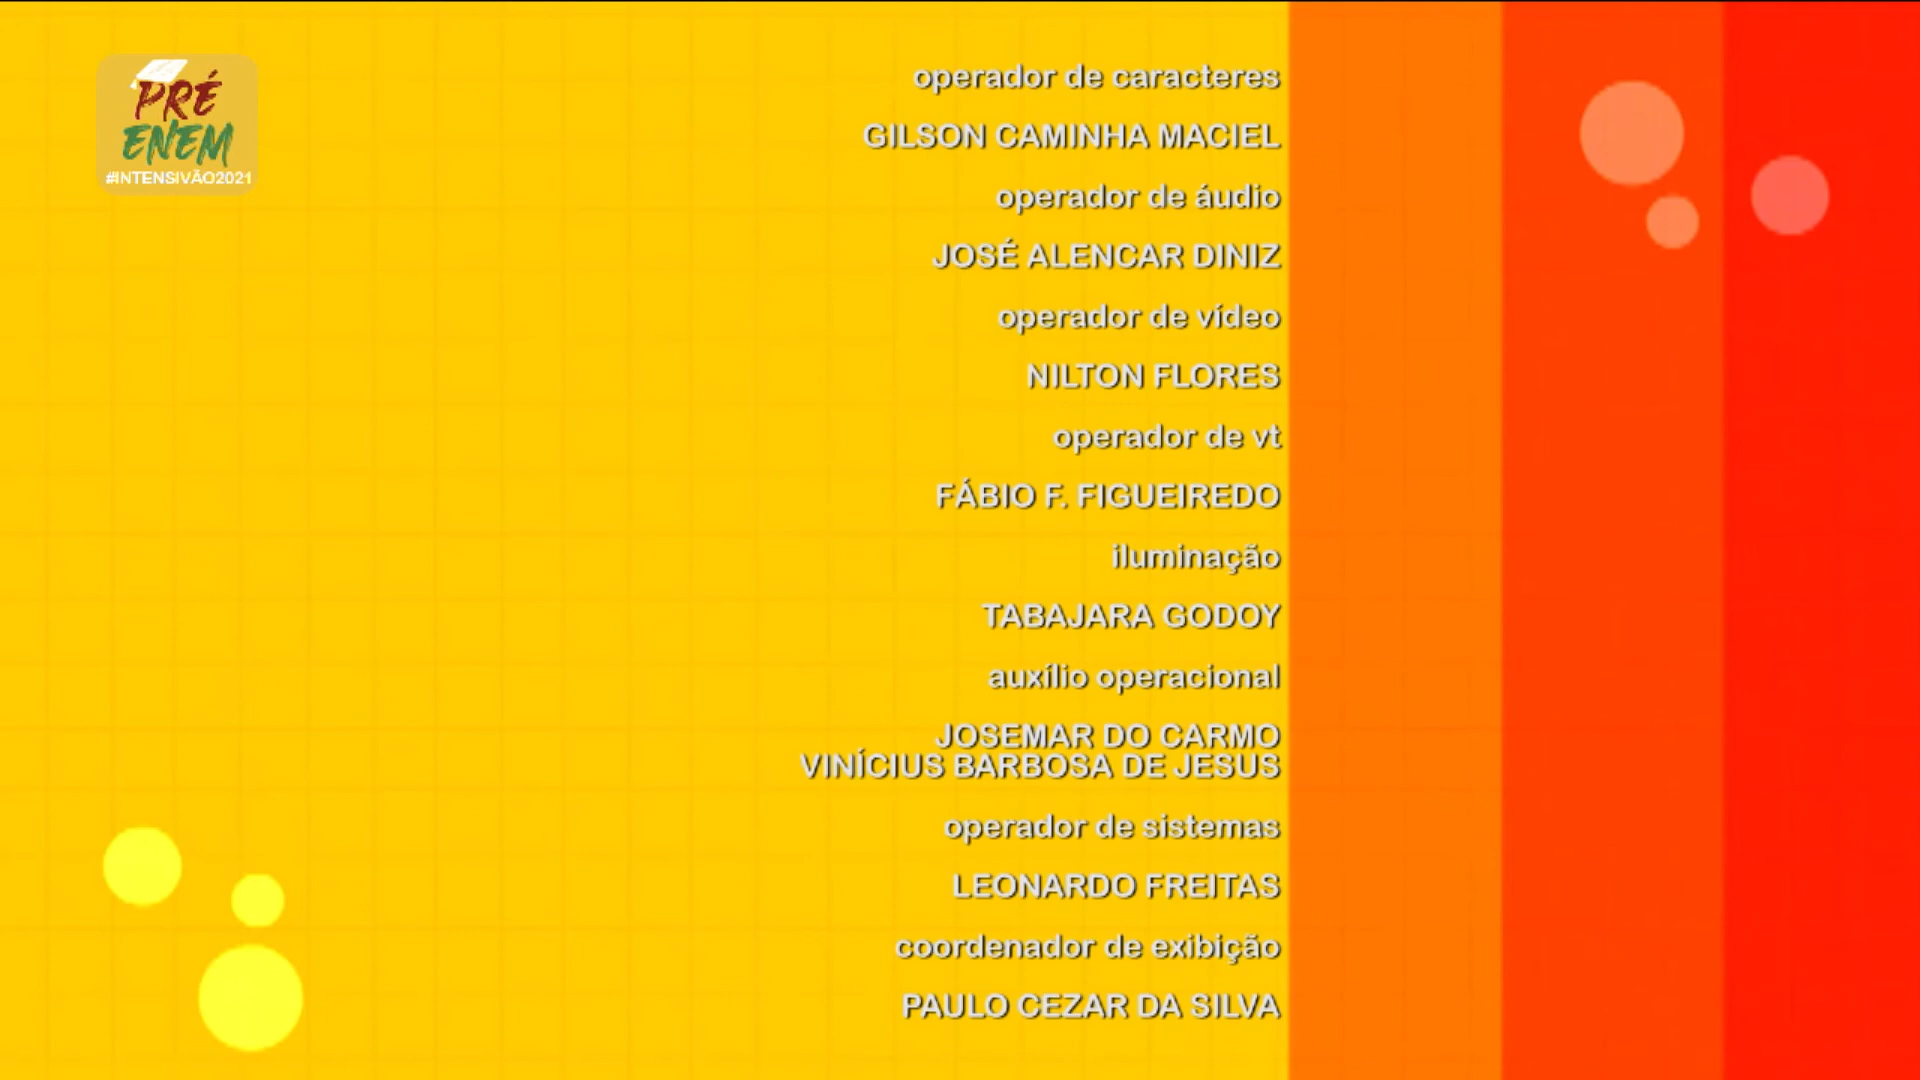 PRÉ
ENEM
#INTENSIVÃO2021
operador de caracteres
GILSON CAMINHA MACIEL
operador de áudio
JOSÉ ALENCAR DINIZ
operador de vídeo
NILTON FLORES
operador de vt
FÁBIO F. FIGUEIREDO
iluminação
TABAJARA GODOY
auxílio operacional
JOSEMAR DO CARMO
VINÍCIUS BARBOSA DE JESUS
operador de sistemas
LEONARDO FREITAS
coordenador de exibição
PAULO CEZAR DA SILVA